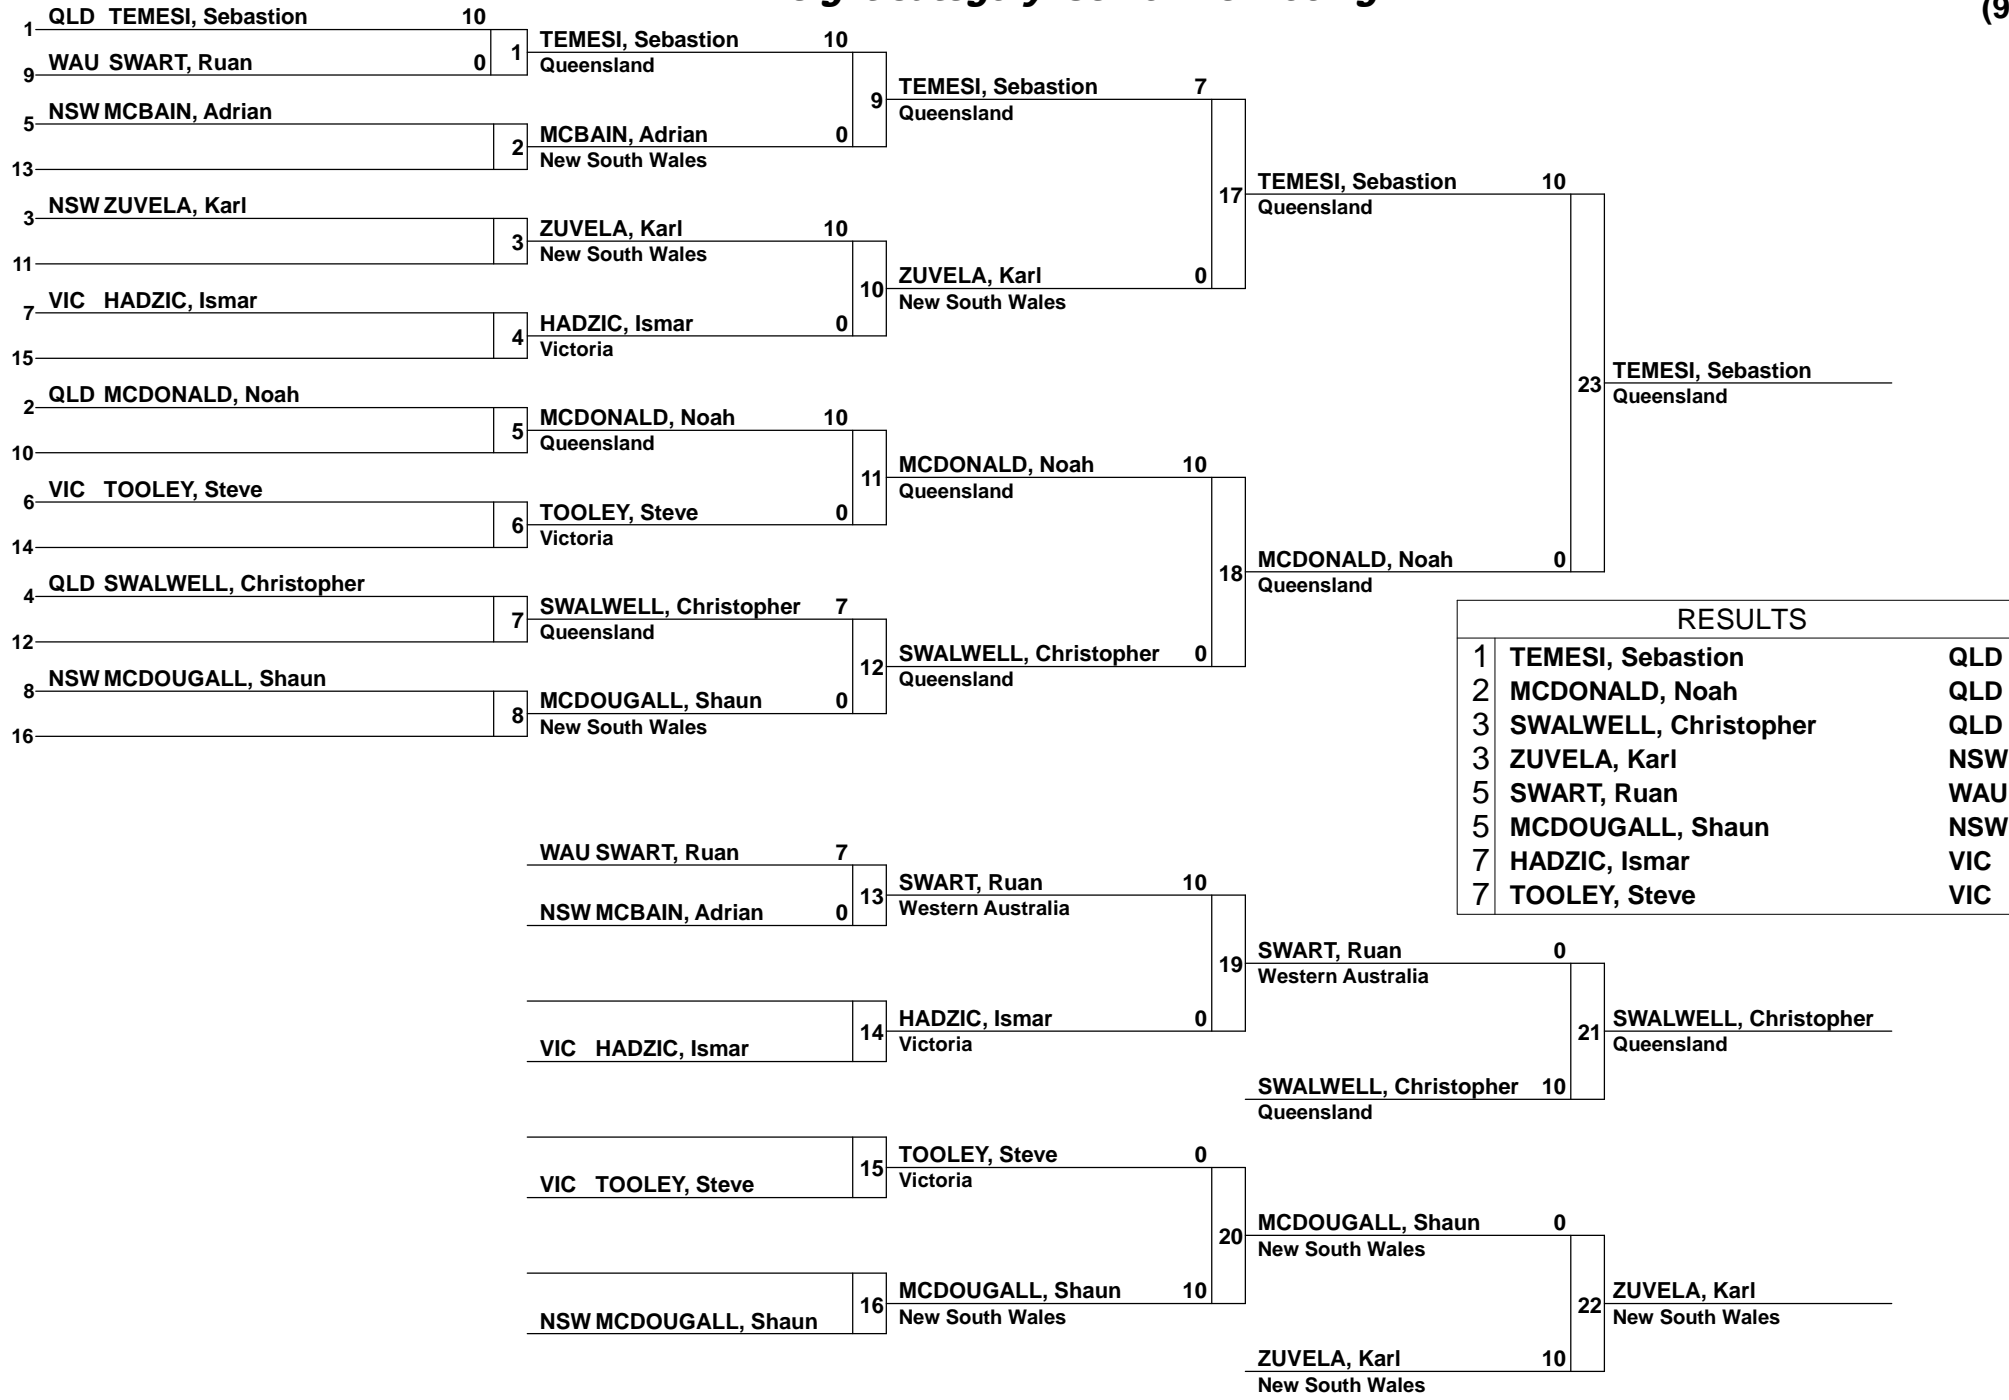 (9
1 QLD TEMESI, Sebastion 10
9 WAU SWART, Ruan 0
1
5 NSW MCBAIN, Adrian
13
2
3 NSW ZUVELA, Karl
11
3
7 VIC HADZIC, Ismar
15
4
2 QLD MCDONALD, Noah
10
5
6 VIC TOOLEY, Steve
14
6
4 QLD SWALWELL, Christopher
12
7
8 NSW MCDOUGALL, Shaun
16
8
TEMESI, Sebastion 10
Queensland
9
MCBAIN, Adrian 0
New South Wales
ZUVELA, Karl 10
New South Wales
10
HADZIC, Ismar 0
Victoria
MCDONALD, Noah 10
Queensland
11
TOOLEY, Steve 0
Victoria
SWALWELL, Christopher 7
Queensland
12
MCDOUGALL, Shaun 0
New South Wales
TEMESI, Sebastion 7
Queensland
17
ZUVELA, Karl 0
New South Wales
MCDONALD, Noah 10
Queensland
18
SWALWELL, Christopher 0
Queensland
TEMESI, Sebastion 10
Queensland
23
MCDONALD, Noah 0
Queensland
TEMESI, Sebastion
Queensland
RESULTS
1 TEMESI, Sebastion QLD
2 MCDONALD, Noah QLD
3 SWALWELL, Christopher QLD
3 ZUVELA, Karl NSW
5 SWART, Ruan WAU
5 MCDOUGALL, Shaun NSW
7 HADZIC, Ismar VIC
7 TOOLEY, Steve VIC
WAU SWART, Ruan 7
13
NSW MCBAIN, Adrian 0
14
VIC HADZIC, Ismar
15
VIC TOOLEY, Steve
16
NSW MCDOUGALL, Shaun
SWART, Ruan 10
Western Australia
19
HADZIC, Ismar 0
Victoria
TOOLEY, Steve 0
Victoria
20
MCDOUGALL, Shaun 10
New South Wales
SWART, Ruan 0
Western Australia
21
SWALWELL, Christopher 10
Queensland
MCDOUGALL, Shaun 0
New South Wales
22
ZUVELA, Karl 10
New South Wales
SWALWELL, Christopher
Queensland
ZUVELA, Karl
New South Wales